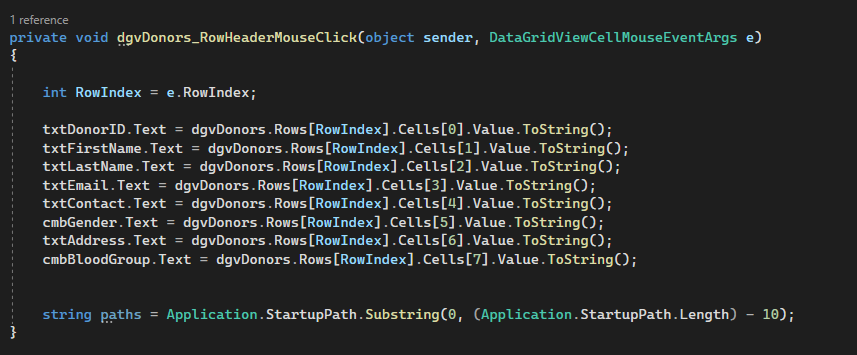 1 reference
private void dgvDonors_RowHeaderMouseClick(object sender, DataGridViewCellMouseEventArgs e)
{
int RowIndex = e.RowIndex;
txtDonorID.Text = dgvDonors.Rows[RowIndex].Cells[0].Value.ToString();
txtFirstName.Text = dgvDonors.Rows[RowIndex].Cells[1].Value.ToString();
txtLastName.Text = dgvDonors.Rows[RowIndex].Cells[2].Value.ToString();
txtEmail.Text = dgvDonors.Rows[RowIndex].Cells[3].Value.ToString();
txtContact.Text = dgvDonors.Rows[RowIndex].Cells[4].Value.ToString();
cmbGender.Text = dgvDonors.Rows[RowIndex].Cells[5].Value.ToString();
txtAddress.Text = dgvDonors.Rows[RowIndex].Cells[6].Value.ToString();
cmbBloodGroup.Text = dgvDonors.Rows[RowIndex].Cells[7].Value.ToString();
string paths = Application.StartupPath.Substring(0, (Application.StartupPath.Length) - 10);
}